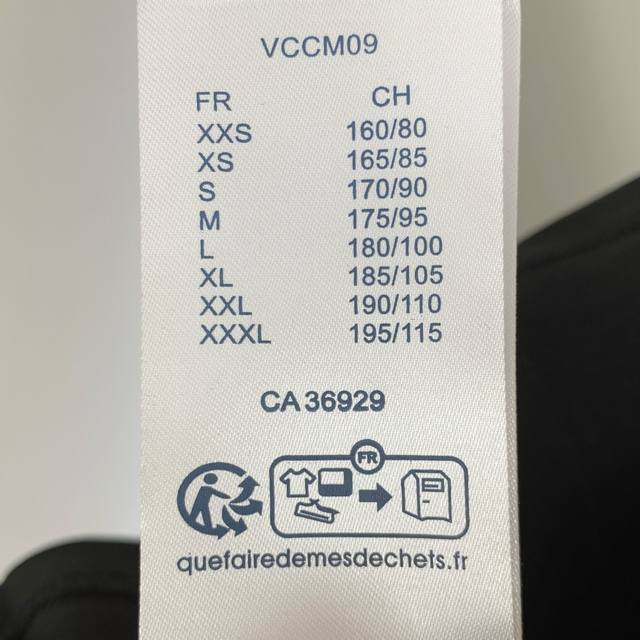 VCCM09
FR CH
XXS 160/80
XS 165/85
S 170/90
M 175/95
L 180/100
XL 185/105
XXL 190/110
XXXL 195/115
CA 36929
FR
quefairedemesdechets.fr